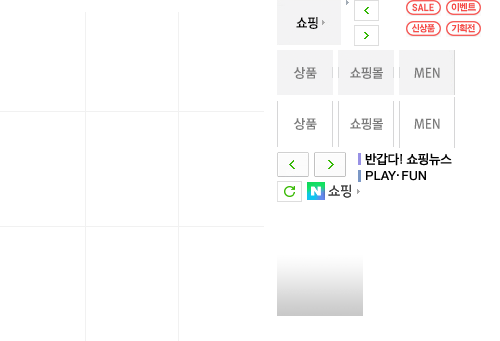 쇼핑
SALE
이벤트
신상품
기획전
상품
쇼핑몰
MEN
상품
쇼핑몰
MEN
반갑다! 쇼핑뉴스
PLAY·FUN
N 쇼핑